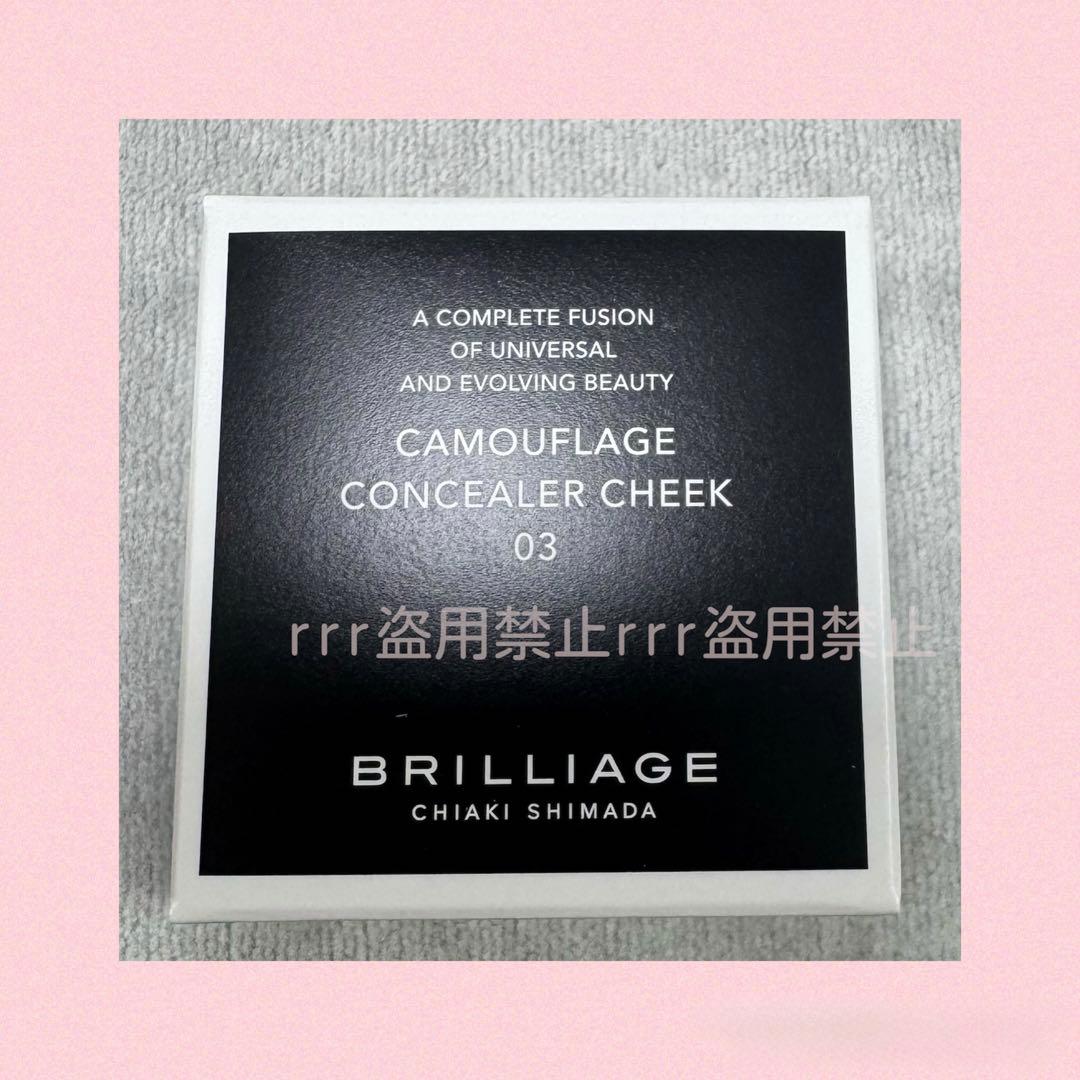 A COMPLETE FUSION
OF UNIVERSAL
AND EVOLVING BEAUTY
CAMOUFLAGE
CONCEALER CHEEK
03
rrr盗用禁止rrr盗用禁止
BRILLIAGE
CHIAKI SHIMADA